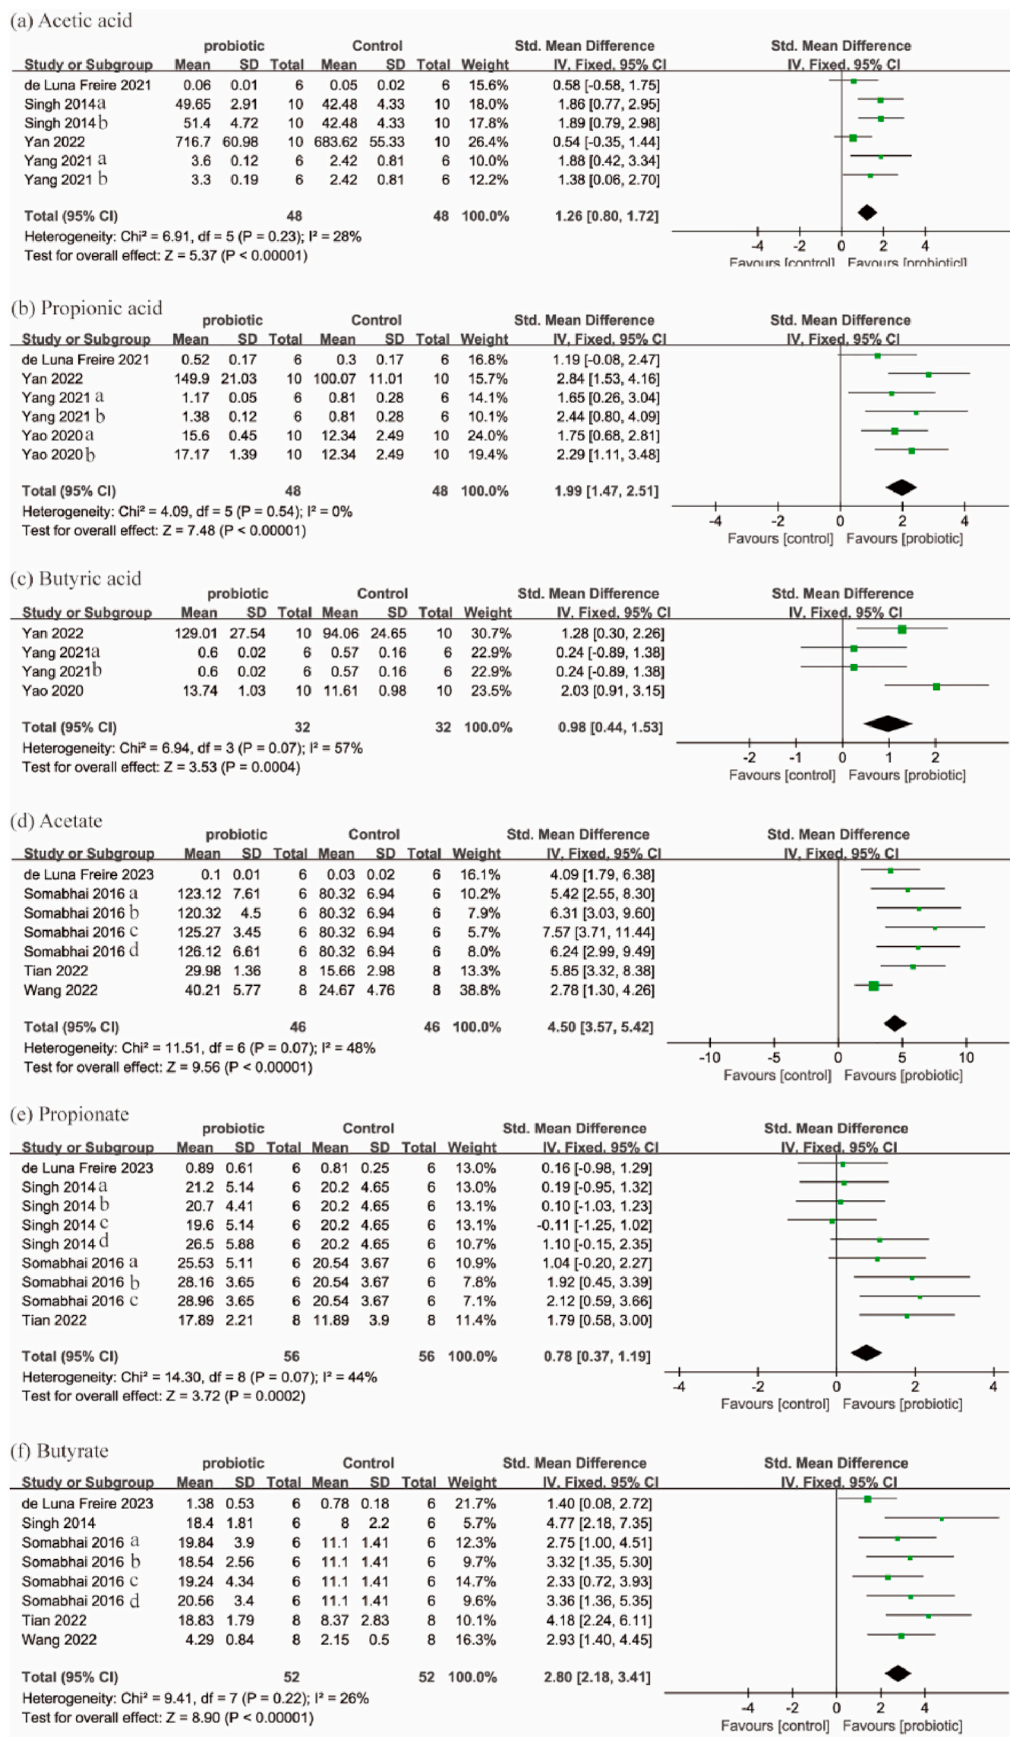 (a) Acetic acid
probiotic Control Std. Mean Difference Std. Mean Difference
Study or Subgroup Mean SD Total Mean SD Total Weight IV, Fixed, 95% CI IV, Fixed, 95% CI
de Luna Freire 2021 0.06 0.01 6 0.05 0.02 6 15.6% 0.58 [-0.58, 1.75]
Singh 2014a 49.65 2.91 10 42.48 4.33 10 18.0% 1.86 [0.77, 2.95]
Singh 2014b 51.4 4.72 10 42.48 4.33 10 17.8% 1.89 [0.79, 2.98]
Yan 2022 716.7 60.98 10 683.62 55.33 10 26.4% 0.54 [-0.35, 1.44]
Yang 2021 a 3.6 0.12 6 2.42 0.81 6 10.0% 1.88 [0.42, 3.34]
Yang 2021 b 3.3 0.19 6 2.42 0.81 6 12.2% 1.38 [0.06, 2.70]
Total (95% CI) 48 48 100.0% 1.26 [0.80, 1.72]
Heterogeneity: Chi² = 6.91, df = 5 (P = 0.23); I² = 28%
Test for overall effect: Z = 5.37 (P < 0.00001)
-4 -2 0 2 4
Favours [control] Favours [probiotic]
(b) Propionic acid
probiotic Control Std. Mean Difference Std. Mean Difference
Study or Subgroup Mean SD Total Mean SD Total Weight IV, Fixed, 95% CI IV, Fixed, 95% CI
de Luna Freire 2021 0.52 0.17 6 0.3 0.17 6 16.8% 1.19 [-0.08, 2.47]
Yan 2022 149.9 21.03 10 100.07 11.01 10 15.7% 2.84 [1.53, 4.16]
Yang 2021 a 1.17 0.05 6 0.81 0.28 6 14.1% 1.65 [0.26, 3.04]
Yang 2021 b 1.38 0.12 6 0.81 0.28 6 10.1% 2.44 [0.80, 4.09]
Yao 2020 a 15.6 0.45 10 12.34 2.49 10 24.0% 1.75 [0.68, 2.81]
Yao 2020 b 17.17 1.39 10 12.34 2.49 10 19.4% 2.29 [1.11, 3.48]
Total (95% CI) 48 48 100.0% 1.99 [1.47, 2.51]
Heterogeneity: Chi² = 4.09, df = 5 (P = 0.54); I² = 0%
Test for overall effect: Z = 7.48 (P < 0.00001)
-4 -2 0 2 4
Favours [control] Favours [probiotic]
(c) Butyric acid
probiotic Control Std. Mean Difference Std. Mean Difference
Study or Subgroup Mean SD Total Mean SD Total Weight IV, Fixed, 95% CI IV, Fixed, 95% CI
Yan 2022 129.01 27.54 10 94.06 24.65 10 30.7% 1.28 [0.30, 2.26]
Yang 2021a 0.6 0.02 6 0.57 0.16 6 22.9% 0.24 [-0.89, 1.38]
Yang 2021b 0.6 0.02 6 0.57 0.16 6 22.9% 0.24 [-0.89, 1.38]
Yao 2020 13.74 1.03 10 11.61 0.98 10 23.5% 2.03 [0.91, 3.15]
Total (95% CI) 32 32 100.0% 0.98 [0.44, 1.53]
Heterogeneity: Chi² = 6.94, df = 3 (P = 0.07); I² = 57%
Test for overall effect: Z = 3.53 (P = 0.0004)
-2 -1 0 1 2
Favours [control] Favours [probiotic]
(d) Acetate
probiotic Control Std. Mean Difference Std. Mean Difference
Study or Subgroup Mean SD Total Mean SD Total Weight IV, Fixed, 95% CI IV, Fixed, 95% CI
de Luna Freire 2023 0.1 0.01 6 0.03 0.02 6 16.1% 4.09 [1.79, 6.38]
Somabhai 2016 a 123.12 7.61 6 80.32 6.94 6 10.2% 5.42 [2.55, 8.30]
Somabhai 2016 b 120.32 4.5 6 80.32 6.94 6 7.9% 6.31 [3.03, 9.60]
Somabhai 2016 c 125.27 3.45 6 80.32 6.94 6 5.7% 7.57 [3.71, 11.44]
Somabhai 2016 d 126.12 6.61 6 80.32 6.94 6 8.0% 6.24 [2.99, 9.49]
Tian 2022 29.98 1.36 8 15.66 2.98 8 13.3% 5.85 [3.32, 8.38]
Wang 2022 40.21 5.77 8 24.67 4.76 8 38.8% 2.78 [1.30, 4.26]
Total (95% CI) 46 46 100.0% 4.50 [3.57, 5.42]
Heterogeneity: Chi² = 11.51, df = 6 (P = 0.07); I² = 48%
Test for overall effect: Z = 9.56 (P < 0.00001)
-10 -5 0 5 10
Favours [control] Favours [probiotic]
(e) Propionate
probiotic Control Std. Mean Difference Std. Mean Difference
Study or Subgroup Mean SD Total Mean SD Total Weight IV, Fixed, 95% CI IV, Fixed, 95% CI
de Luna Freire 2023 0.89 0.61 6 0.81 0.25 6 13.0% 0.16 [-0.98, 1.29]
Singh 2014 a 21.2 5.14 6 20.2 4.65 6 13.0% 0.19 [-0.95, 1.32]
Singh 2014 b 20.7 4.41 6 20.2 4.65 6 13.1% 0.10 [-1.03, 1.23]
Singh 2014 c 19.6 5.14 6 20.2 4.65 6 13.1% -0.11 [-1.25, 1.02]
Singh 2014 d 26.5 5.88 6 20.2 4.65 6 10.7% 1.10 [-0.15, 2.35]
Somabhai 2016 a 25.53 5.11 6 20.54 3.67 6 10.9% 1.04 [-0.20, 2.27]
Somabhai 2016 b 28.16 3.65 6 20.54 3.67 6 7.8% 1.92 [0.45, 3.39]
Somabhai 2016 c 28.96 3.65 6 20.54 3.67 6 7.1% 2.12 [0.59, 3.66]
Tian 2022 17.89 2.21 8 11.89 3.9 8 11.4% 1.79 [0.58, 3.00]
Total (95% CI) 56 56 100.0% 0.78 [0.37, 1.19]
Heterogeneity: Chi² = 14.30, df = 8 (P = 0.07); I² = 44%
Test for overall effect: Z = 3.72 (P = 0.0002)
-4 -2 0 2 4
Favours [control] Favours [probiotic]
(f) Butyrate
probiotic Control Std. Mean Difference Std. Mean Difference
Study or Subgroup Mean SD Total Mean SD Total Weight IV, Fixed, 95% CI IV, Fixed, 95% CI
de Luna Freire 2023 1.38 0.53 6 0.78 0.18 6 21.7% 1.40 [0.08, 2.72]
Singh 2014 18.4 1.81 6 8 2.2 6 5.7% 4.77 [2.18, 7.35]
Somabhai 2016 a 19.84 3.9 6 11.1 1.41 6 12.3% 2.75 [1.00, 4.51]
Somabhai 2016 b 18.54 2.56 6 11.1 1.41 6 9.7% 3.32 [1.35, 5.30]
Somabhai 2016 c 19.24 4.34 6 11.1 1.41 6 14.7% 2.33 [0.72, 3.93]
Somabhai 2016 d 20.56 3.4 6 11.1 1.41 6 9.6% 3.36 [1.36, 5.35]
Tian 2022 18.83 1.79 8 8.37 2.83 8 10.1% 4.18 [2.24, 6.11]
Wang 2022 4.29 0.84 8 2.15 0.5 8 16.3% 2.93 [1.40, 4.45]
Total (95% CI) 52 52 100.0% 2.80 [2.18, 3.41]
Heterogeneity: Chi² = 9.41, df = 7 (P = 0.22); I² = 26%
Test for overall effect: Z = 8.90 (P < 0.00001)
-4 -2 0 2 4
Favours [control] Favours [probiotic]